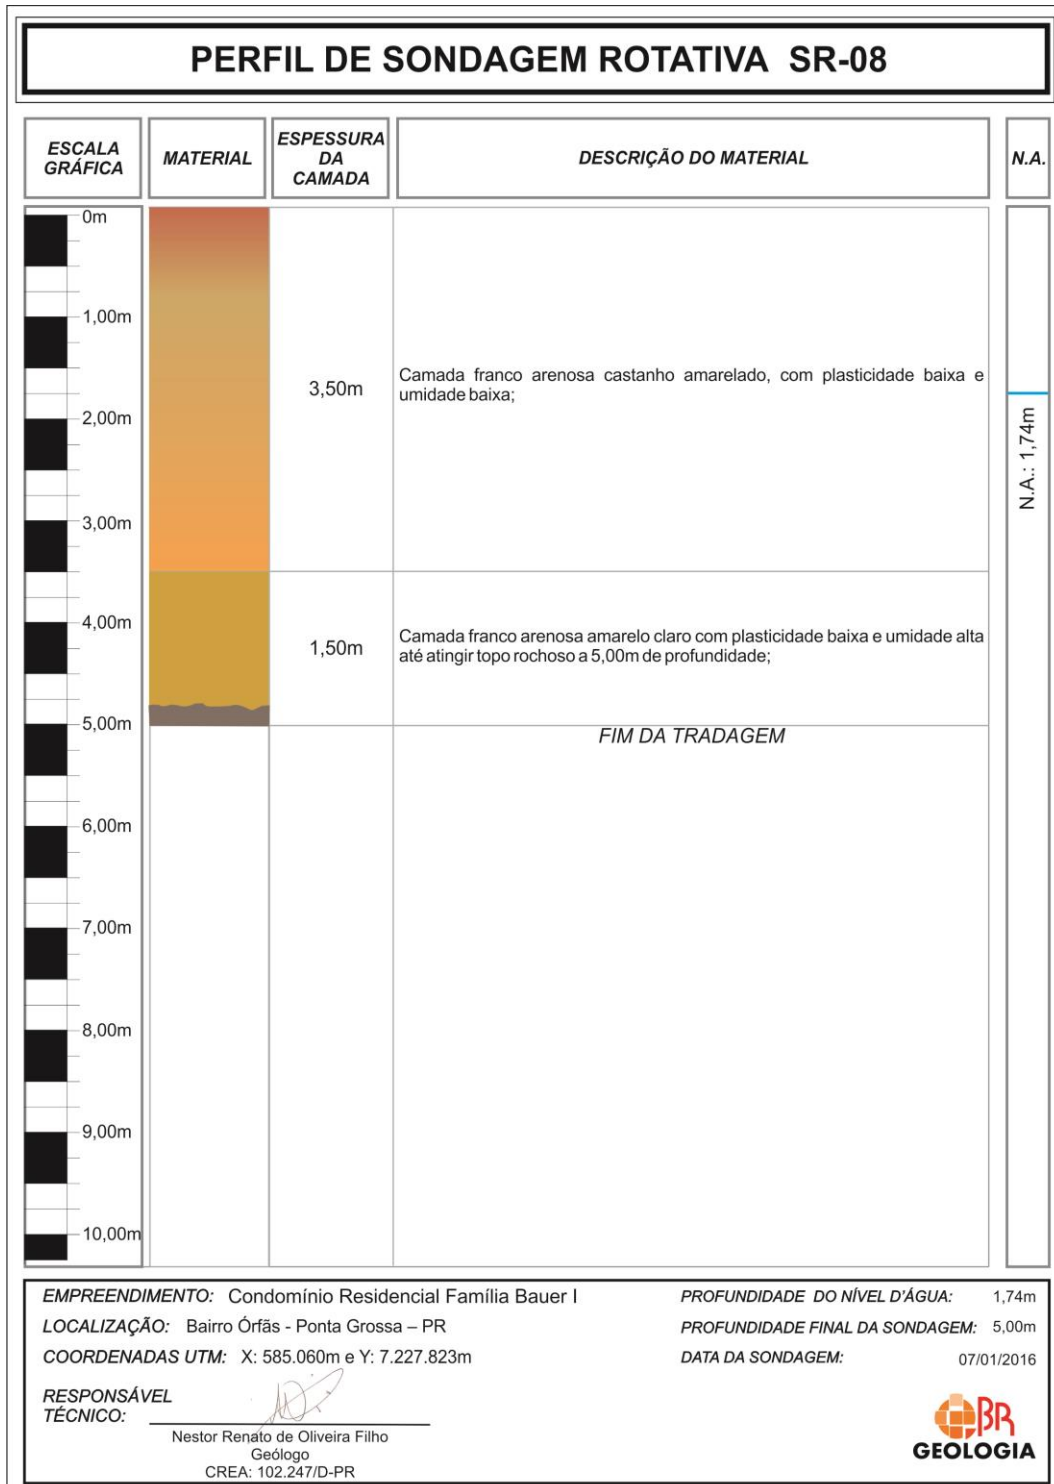 PERFIL DE SONDAGEM ROTATIVA SR-08
ESCALA
GRÁFICA
MATERIAL
ESPESSURA
DA
CAMADA
DESCRIÇÃO DO MATERIAL
N.A.
0m
1,00m
2,00m
3,00m
4,00m
5,00m
6,00m
7,00m
8,00m
9,00m
10,00m
3,50m
Camada franco arenosa castanho amarelado, com plasticidade baixa e
umidade baixa;
N.A.: 1,74m
1,50m
Camada franco arenosa amarelo claro com plasticidade baixa e umidade alta
até atingir topo rochoso a 5,00m de profundidade;
FIM DA TRADAGEM
EMPREENDIMENTO: Condomínio Residencial Família Bauer I
LOCALIZAÇÃO: Bairro Órfãs - Ponta Grossa – PR
COORDENADAS UTM: X: 585.060m e Y: 7.227.823m
RESPONSÁVEL
TÉCNICO:
Nestor Renato de Oliveira Filho
Geólogo
CREA: 102.247/D-PR
PROFUNDIDADE DO NÍVEL D'ÁGUA: 1,74m
PROFUNDIDADE FINAL DA SONDAGEM: 5,00m
DATA DA SONDAGEM: 07/01/2016
BR
GEOLOGIA